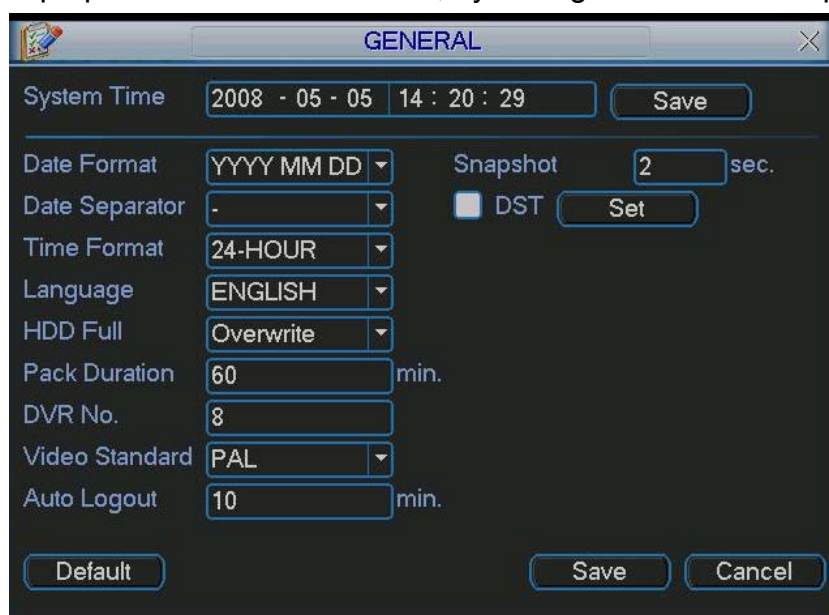 GENERAL
System Time 2008 - 05 - 05 14 : 20 : 29 Save
Date Format YYYY MM DD Snapshot 2 sec.
Date Separator - DST Set
Time Format 24-HOUR
Language ENGLISH
HDD Full Overwrite
Pack Duration 60 min.
DVR No. 8
Video Standard PAL
Auto Logout 10 min.
Default Save Cancel